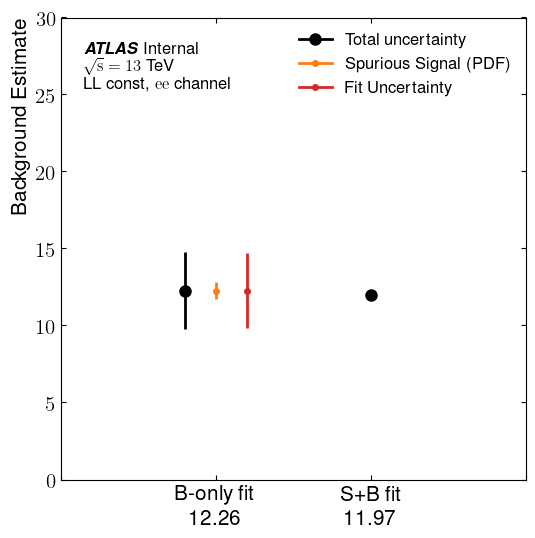 30
25
20
15
10
5
0
Background Estimate
ATLAS Internal
√s = 13 TeV
LL const, ee channel
Total uncertainty
Spurious Signal (PDF)
Fit Uncertainty
B-only fit
12.26
S+B fit
11.97